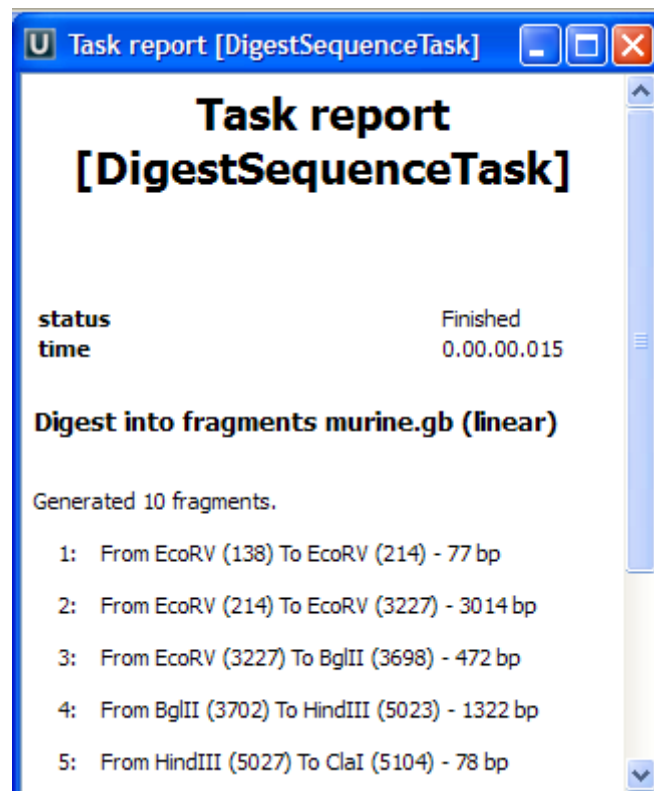 U Task report [DigestSequenceTask]
Task report
[DigestSequenceTask]
status Finished
time 0.00.00.015
Digest into fragments murine.gb (linear)
Generated 10 fragments.
1: From EcoRV (138) To EcoRV (214) - 77 bp
2: From EcoRV (214) To EcoRV (3227) - 3014 bp
3: From EcoRV (3227) To BglII (3698) - 472 bp
4: From BglII (3702) To HindIII (5023) - 1322 bp
5: From HindIII (5027) To ClaI (5104) - 78 bp